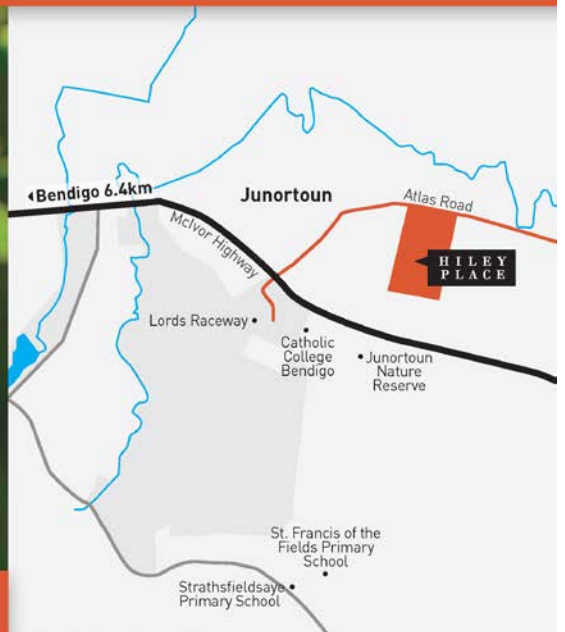 ◂Bendigo 6.4km
Junortoun
Atlas Road
McIvor Highway
HILEY
PLACE
Lords Raceway
Catholic
College
Bendigo
Junortoun
Nature
Reserve
St. Francis of the
Fields Primary
School
Strathsfieldsaye
Primary School